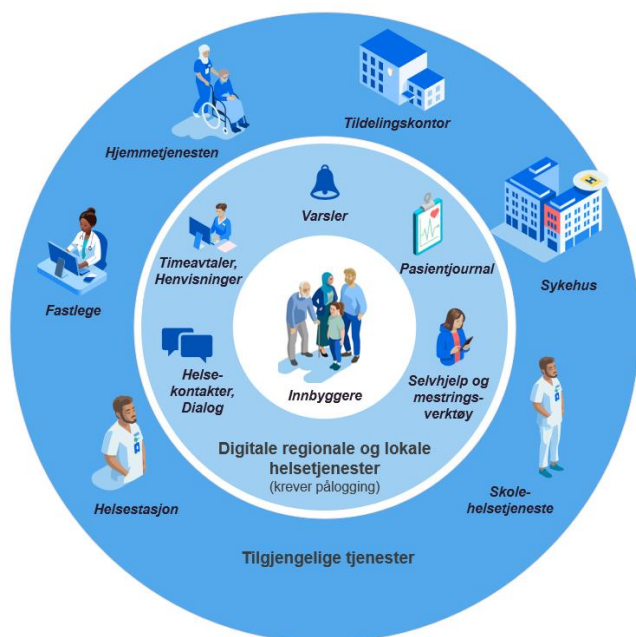 Tildelingskontor
Hjemmetjenesten
Varsler
Timeavtaler,
Henvisninger
Pasientjournal
Sykehus
Fastlege
Helse-
kontakter,
Dialog
Innbyggere
Selvhjelp og
mestrings-
verktøy
Digitale regionale og lokale
helsetjenester
(krever pålogging)
Helsestasjon
Skole-
helsetjeneste
Tilgjengelige tjenester
H